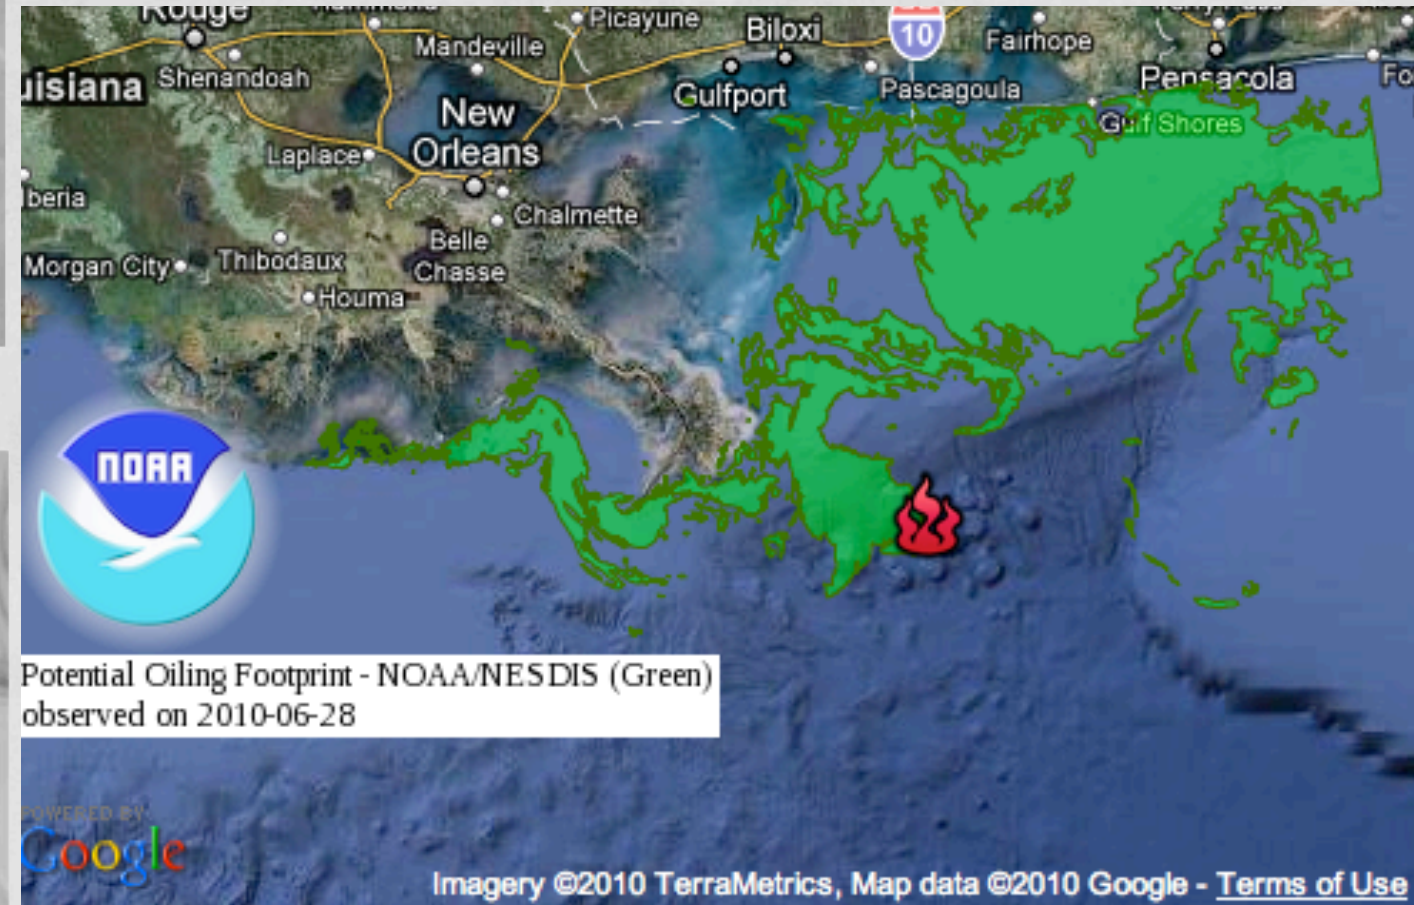 Rouge
Picayune
Biloxi
10
Fairhope
Mandeville
uisiana
Shenandoah
Gulfport
Pascagoula
Pensacola
Fo
New
Orleans
Gulf Shores
Laplace
Iberia
Chalmette
Belle
Chasse
Morgan City
Thibodaux
Houma
NOAA
Potential Oiling Footprint - NOAA/NESDIS (Green)
observed on 2010-06-28
POWERED BY
Google
Imagery ©2010 TerraMetrics, Map data ©2010 Google - Terms of Use